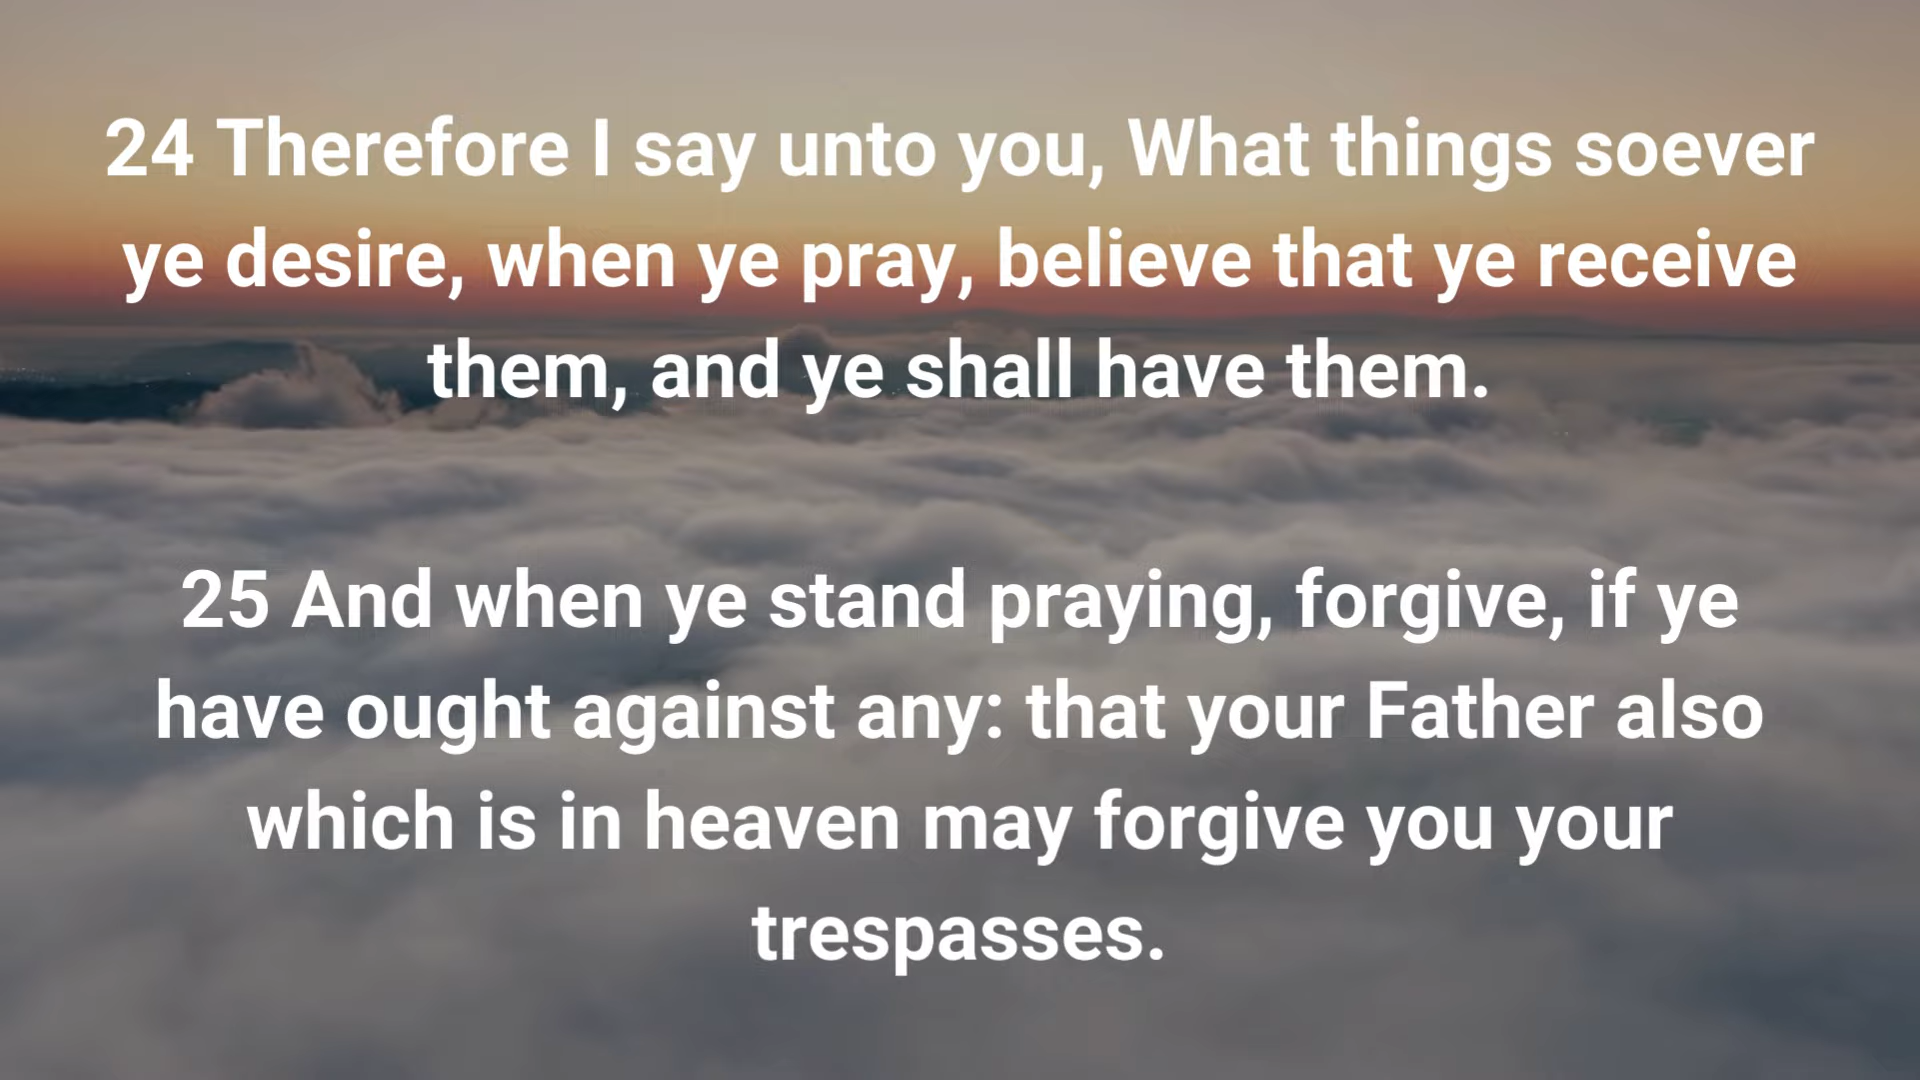 24 Therefore I say unto you, What things soever
ye desire, when ye pray, believe that ye receive
them, and ye shall have them.
25 And when ye stand praying, forgive, if ye
have ought against any: that your Father also
which is in heaven may forgive you your
trespasses.